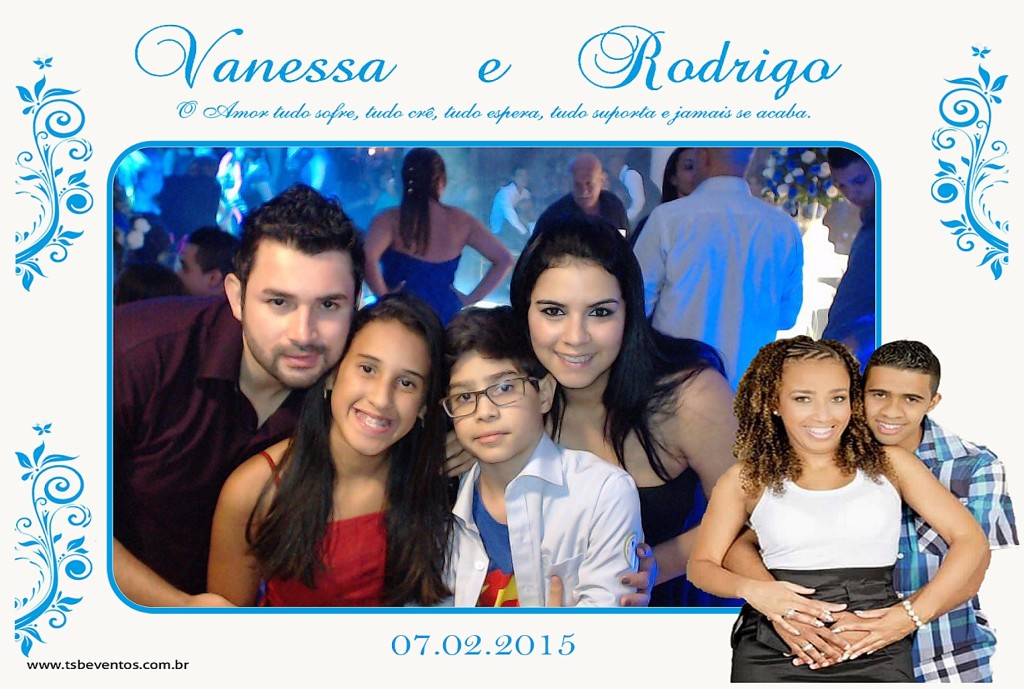 Vanessa e Rodrigo
O Amor tudo sofre, tudo crê, tudo espera, tudo suporta e jamais se acaba.
07.02.2015
www.tsbeventos.com.br